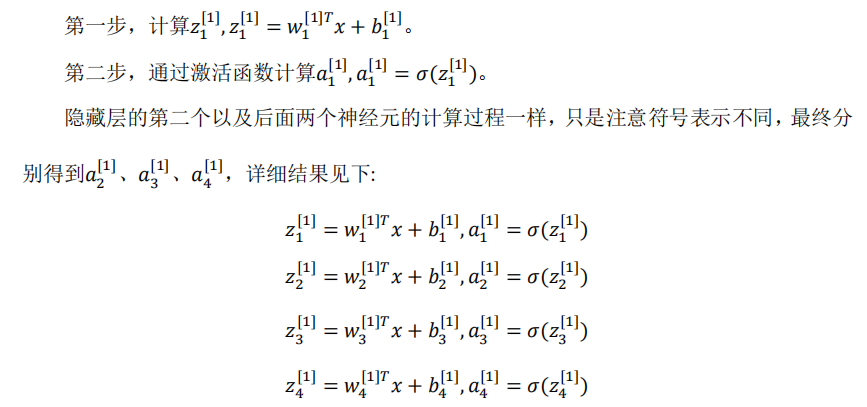 第一步，计算$z_1^{[1]}, z_1^{[1]} = w_1^{[1]T}x + b_1^{[1]}$。
第二步，通过激活函数计算$a_1^{[1]}, a_1^{[1]} = \sigma(z_1^{[1]})$。
隐藏层的第二个以及后面两个神经元的计算过程一样，只是注意符号表示不同，最终分
别得到$a_2^{[1]}$、$a_3^{[1]}$、$a_4^{[1]}$，详细结果见下:
$z_1^{[1]} = w_1^{[1]T}x + b_1^{[1]}, a_1^{[1]} = \sigma(z_1^{[1]})$
$z_2^{[1]} = w_2^{[1]T}x + b_2^{[1]}, a_2^{[1]} = \sigma(z_2^{[1]})$
$z_3^{[1]} = w_3^{[1]T}x + b_3^{[1]}, a_3^{[1]} = \sigma(z_3^{[1]})$
$z_4^{[1]} = w_4^{[1]T}x + b_4^{[1]}, a_4^{[1]} = \sigma(z_4^{[1]})$